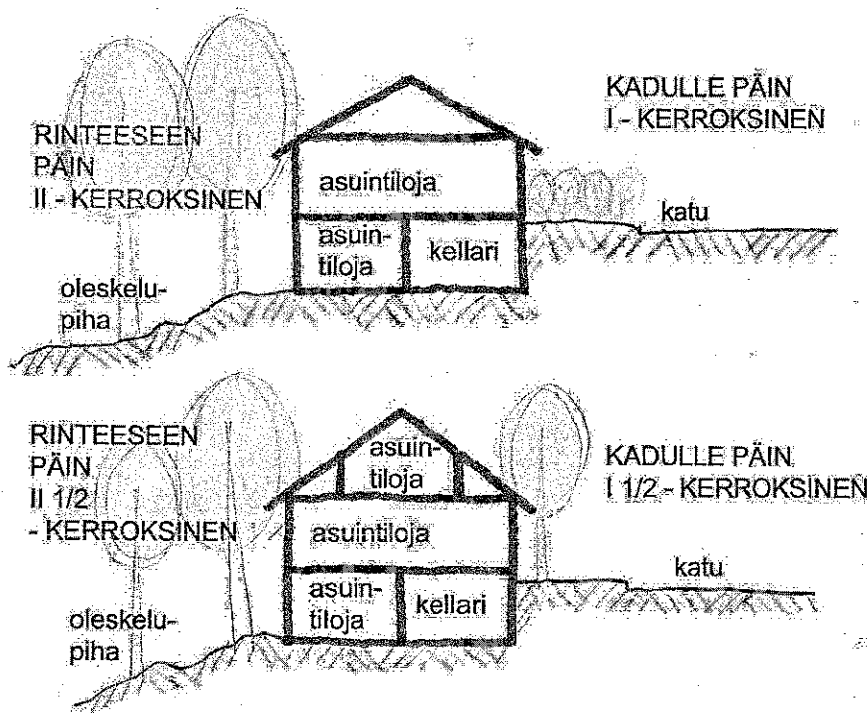 RINTEESEEN
PÄIN
II - KERROKSINEN
KADULLE PÄIN
I - KERROKSINEN
asuintiloja
asuin-
tiloja
kellari
katu
oleskelu-
piha
RINTEESEEN
PÄIN
II 1/2
- KERROKSINEN
asuin-
tiloja
KADULLE PÄIN
I 1/2 - KERROKSINEN
asuintiloja
asuin-
tiloja
kellari
katu
oleskelu-
piha